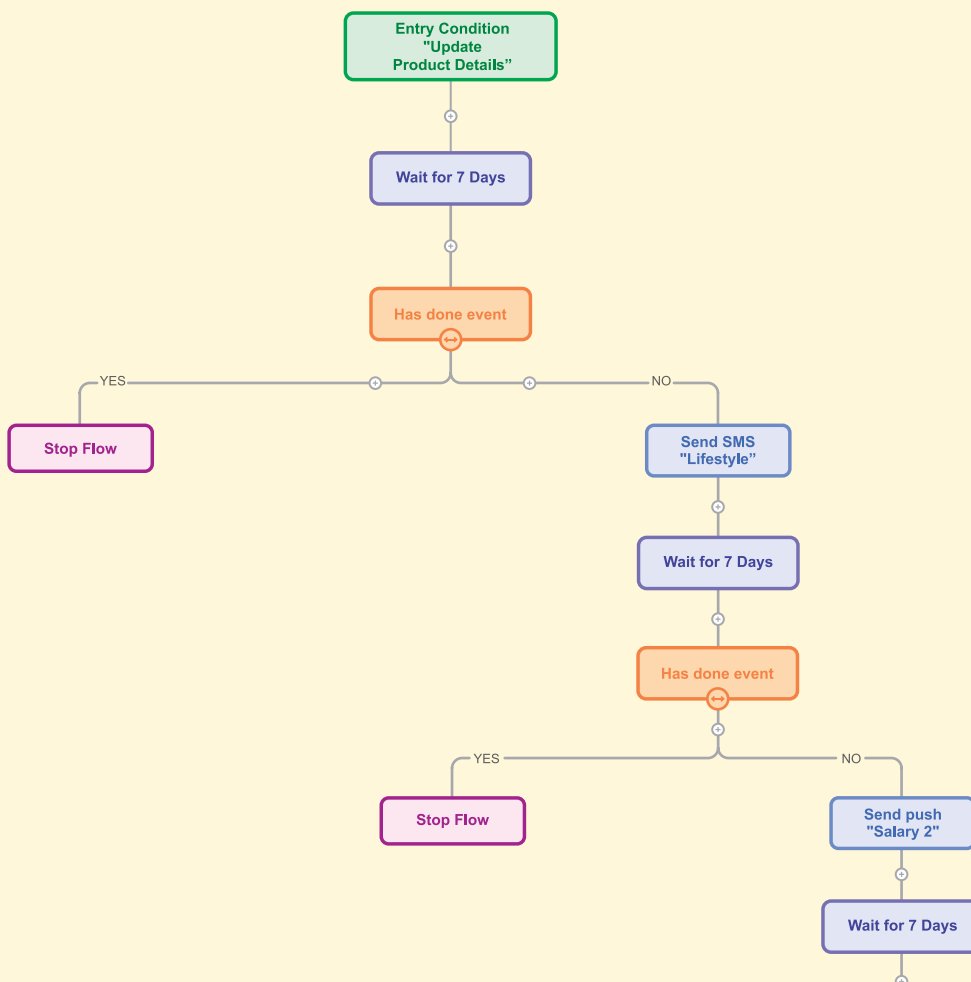 Entry Condition
"Update
Product Details”
Wait for 7 Days
Has done event
YES
NO
Stop Flow
Send SMS
"Lifestyle”
Wait for 7 Days
Has done event
YES
NO
Stop Flow
Send push
"Salary 2"
Wait for 7 Days